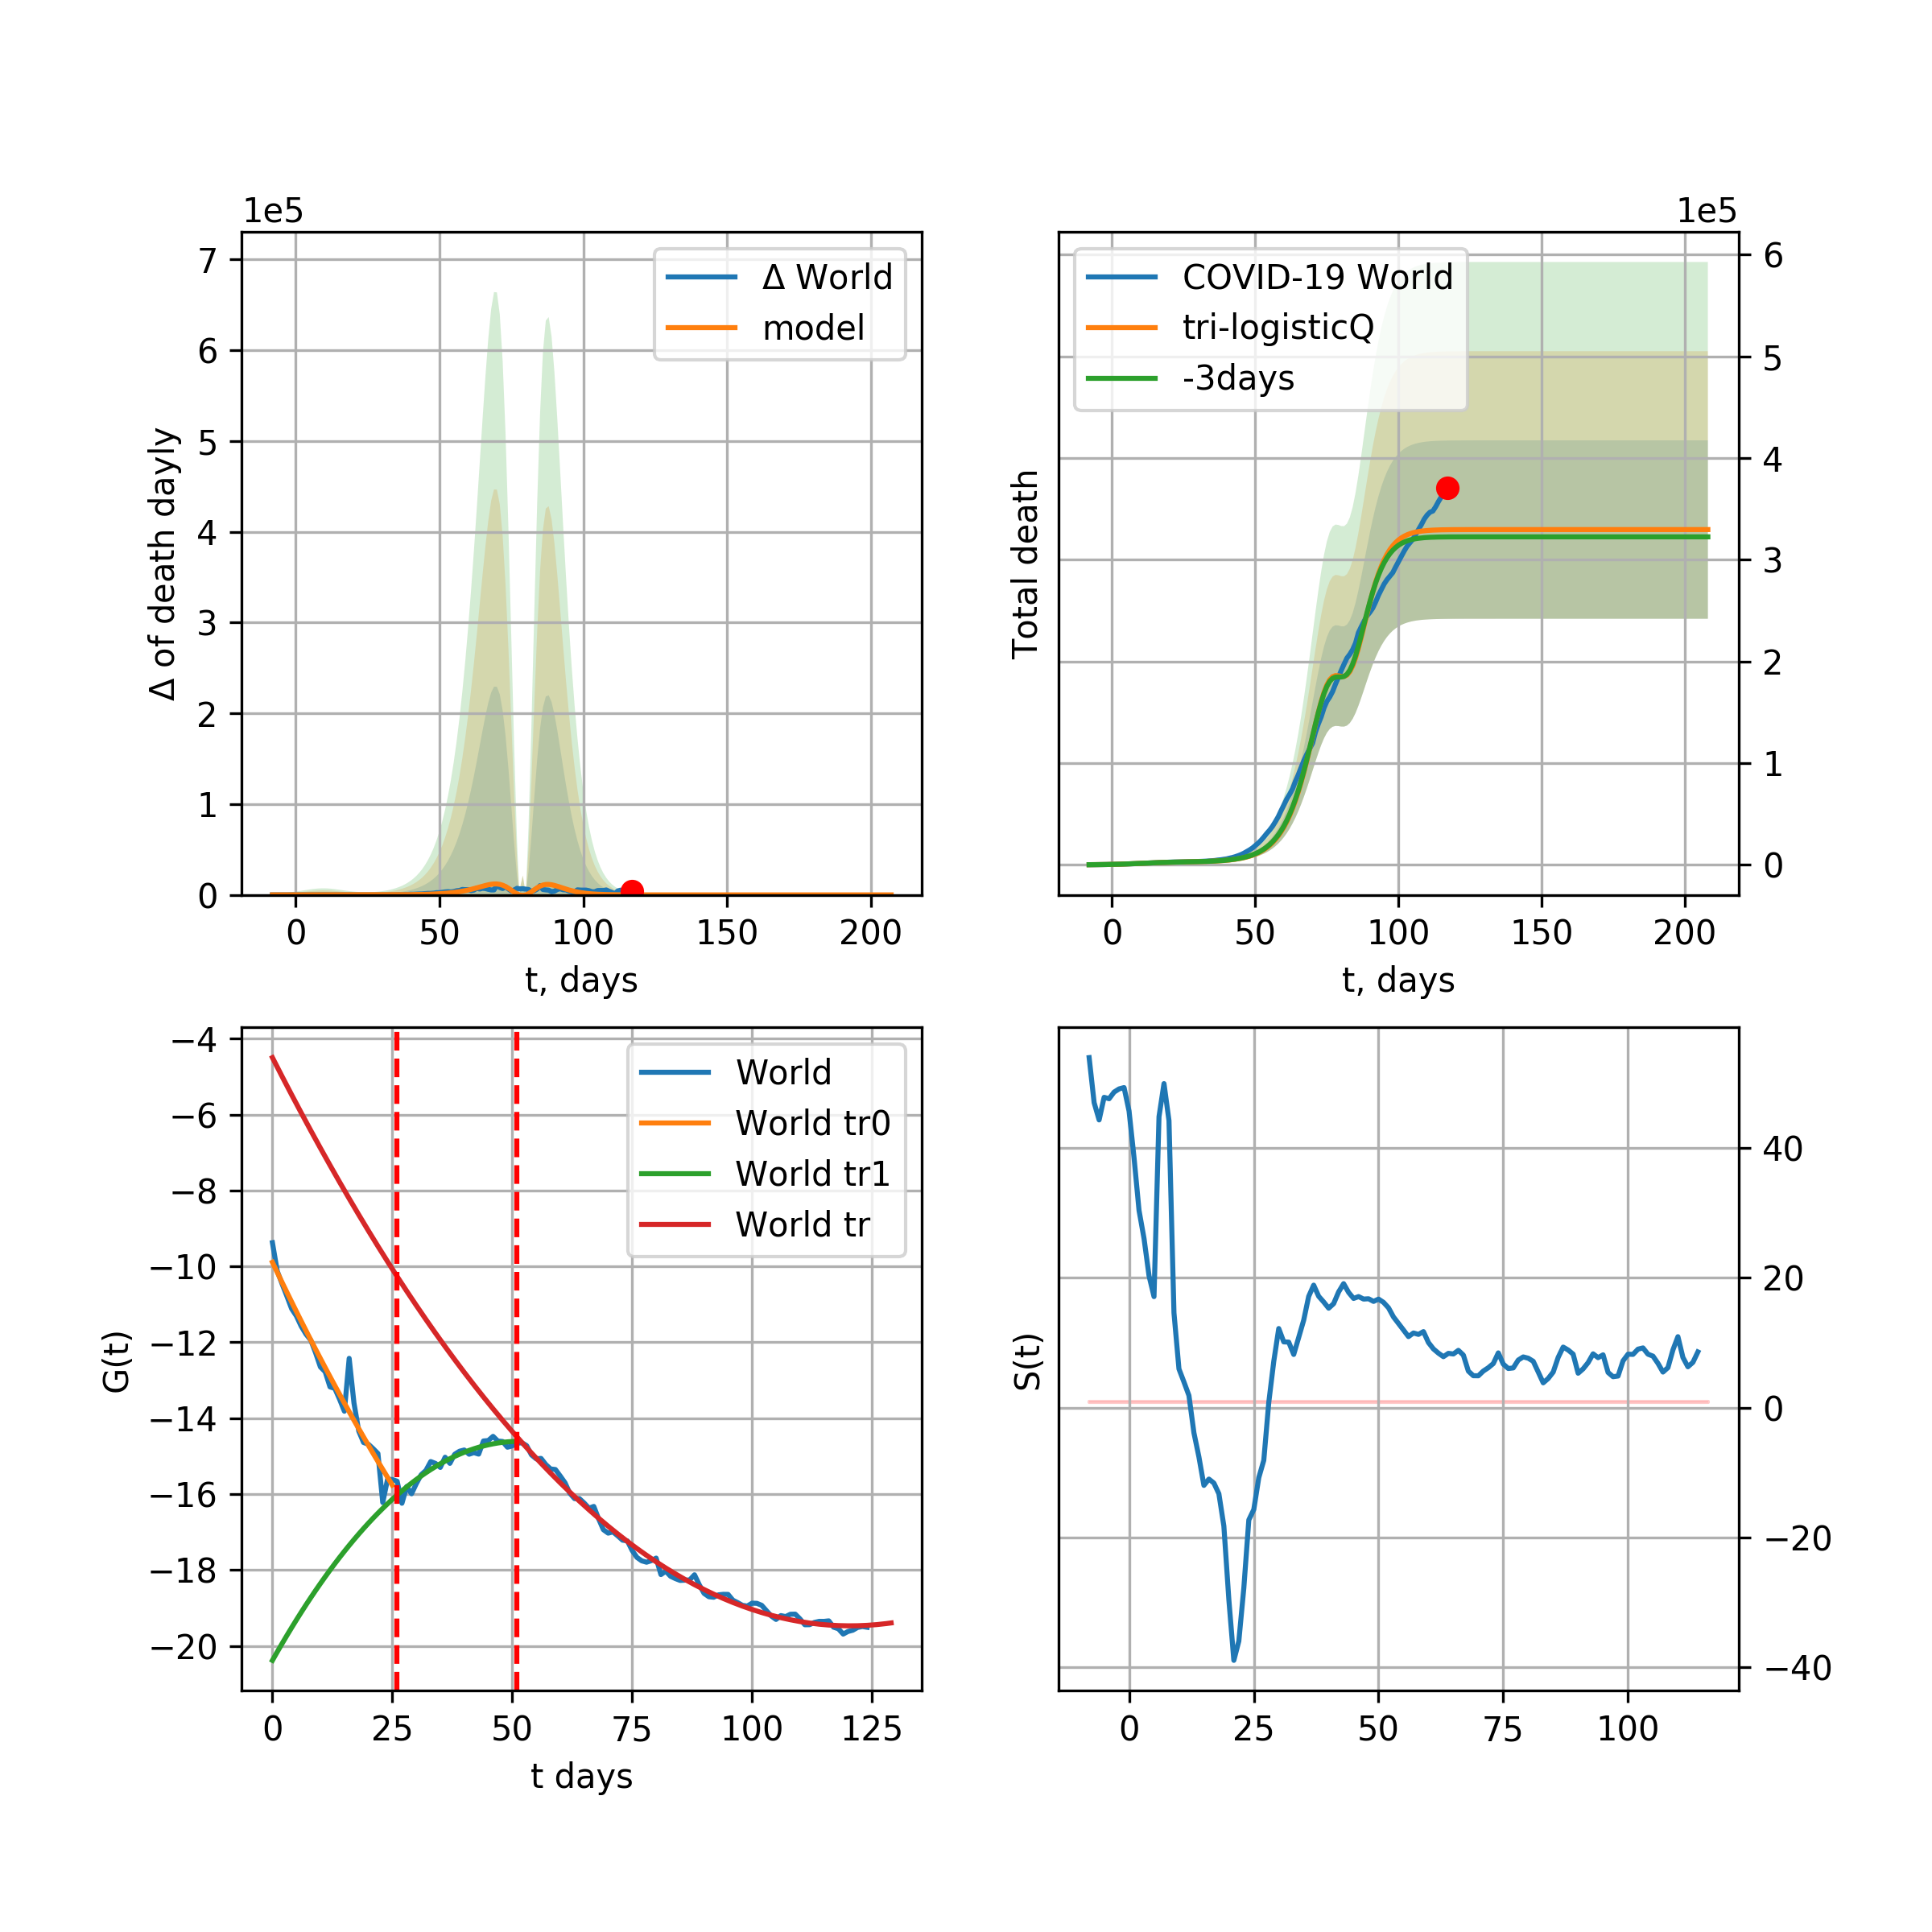 1e5
7
6
5
4
3
2
1
0
Δ of death dayly
Δ World
model
0 50 100 150 200
t, days
1e5
COVID-19 World
tri-logisticQ
-3days
6
5
4
3
2
1
0
Total death
0 50 100 150 200
t, days
−4
−6
−8
−10
−12
−14
−16
−18
−20
G(t)
World
World tr0
World tr1
World tr
0 25 50 75 100 125
t days
S(t)
40
20
0
−20
−40
0 25 50 75 100